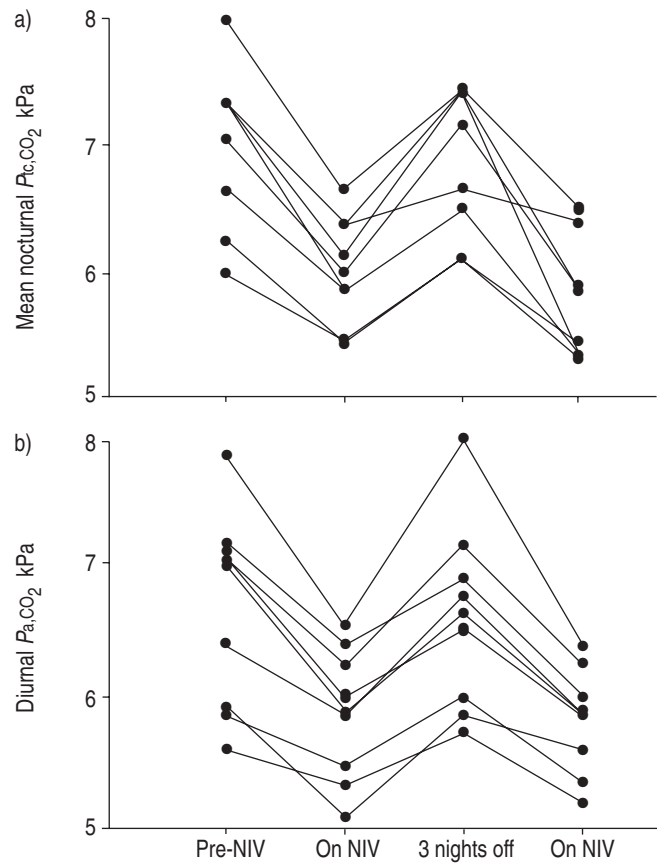 a)
8
7
6
5
Mean nocturnal Ptc,CO2 kPa
b)
8
7
6
5
Diurnal Pa,CO2 kPa
Pre-NIV On NIV 3 nights off On NIV